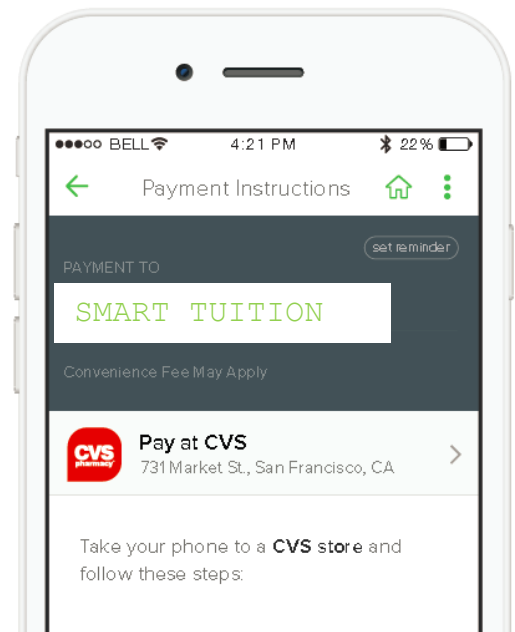 BELL 4:21 PM 22%
Payment Instructions
set reminder
PAYMENT TO
SMART TUITION
Convenience Fee May Apply
CVS
pharmacy
Pay at CVS
731 Market St., San Francisco, CA
Take your phone to a CVS store and
follow these steps: